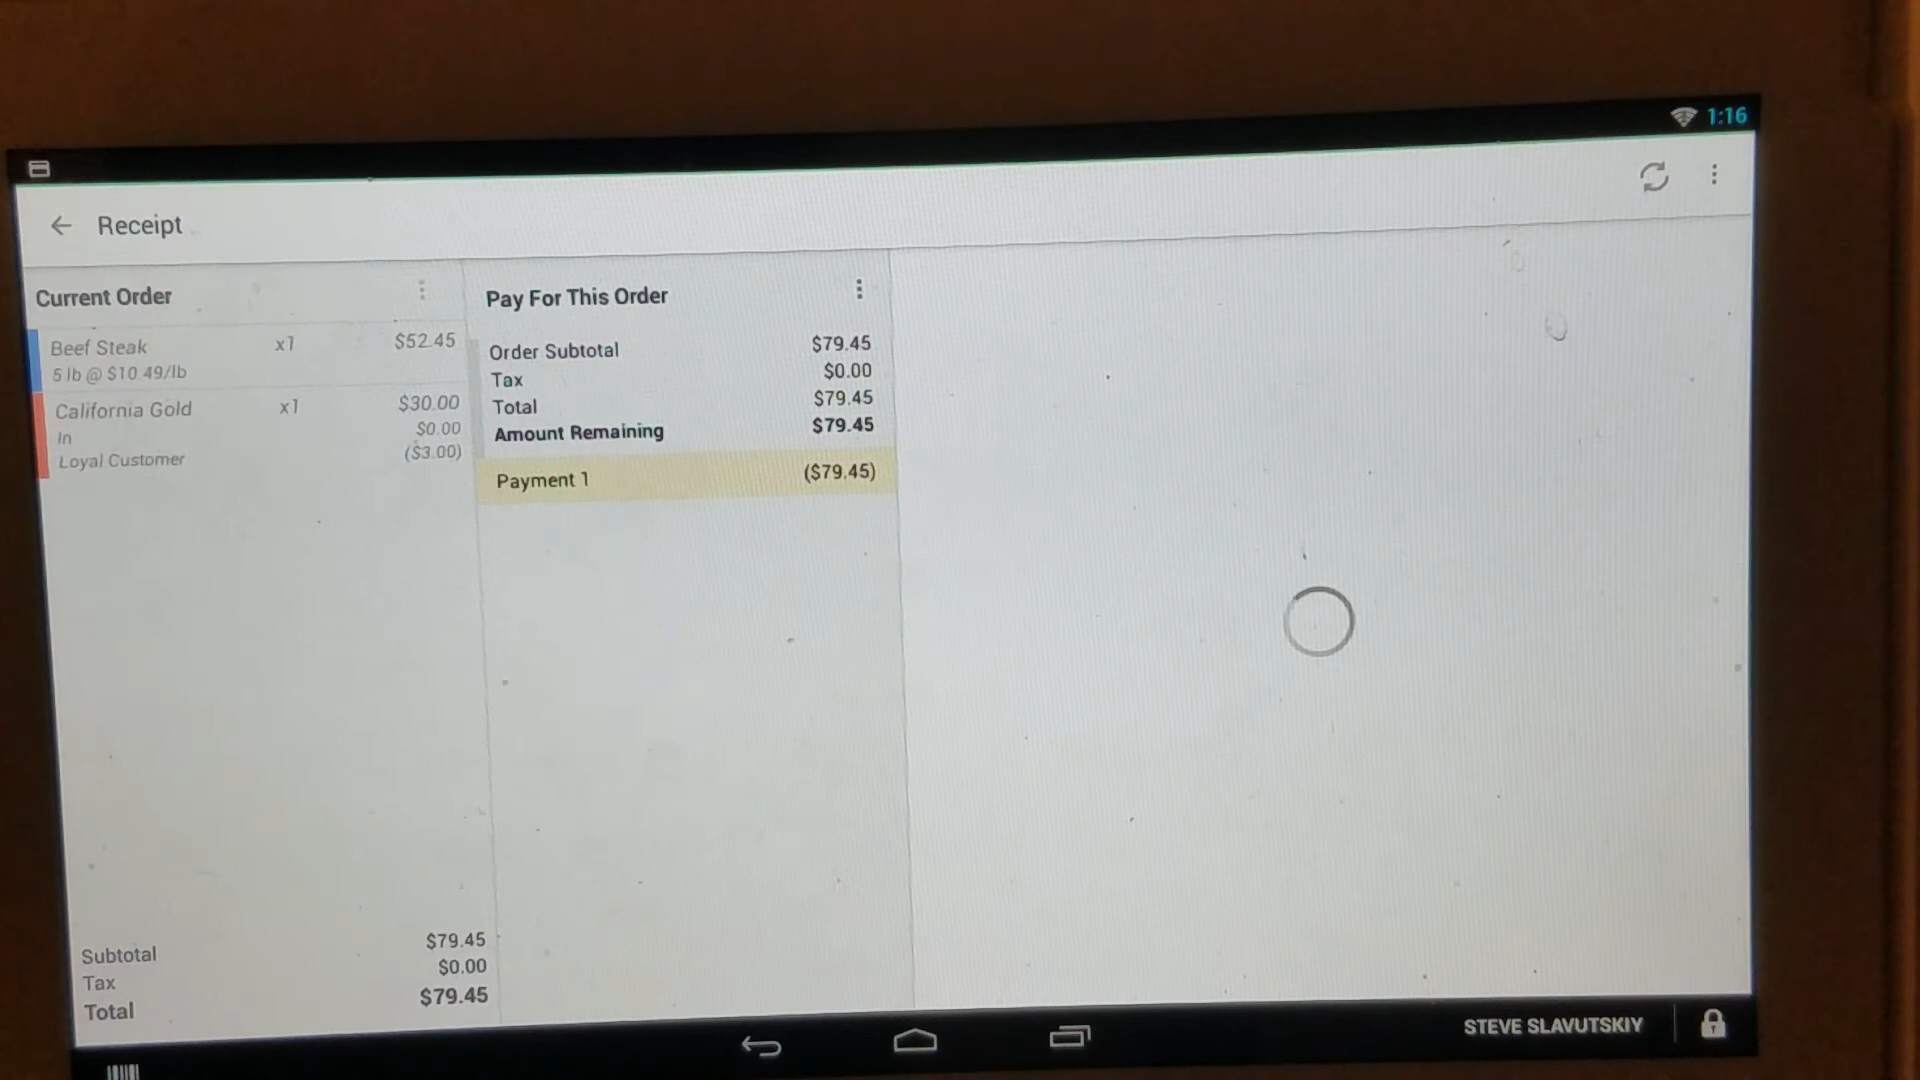 1:16
Receipt
Current Order
Beef Steak x1 $52.45
5 lb @ $10.49/lb
California Gold x1 $30.00
In $0.00
Loyal Customer ($3.00)
Subtotal $79.45
Tax $0.00
Total $79.45
Pay For This Order
Order Subtotal $79.45
Tax $0.00
Total $79.45
Amount Remaining $79.45
Payment 1 ($79.45)
STEVE SLAVUTSKIY